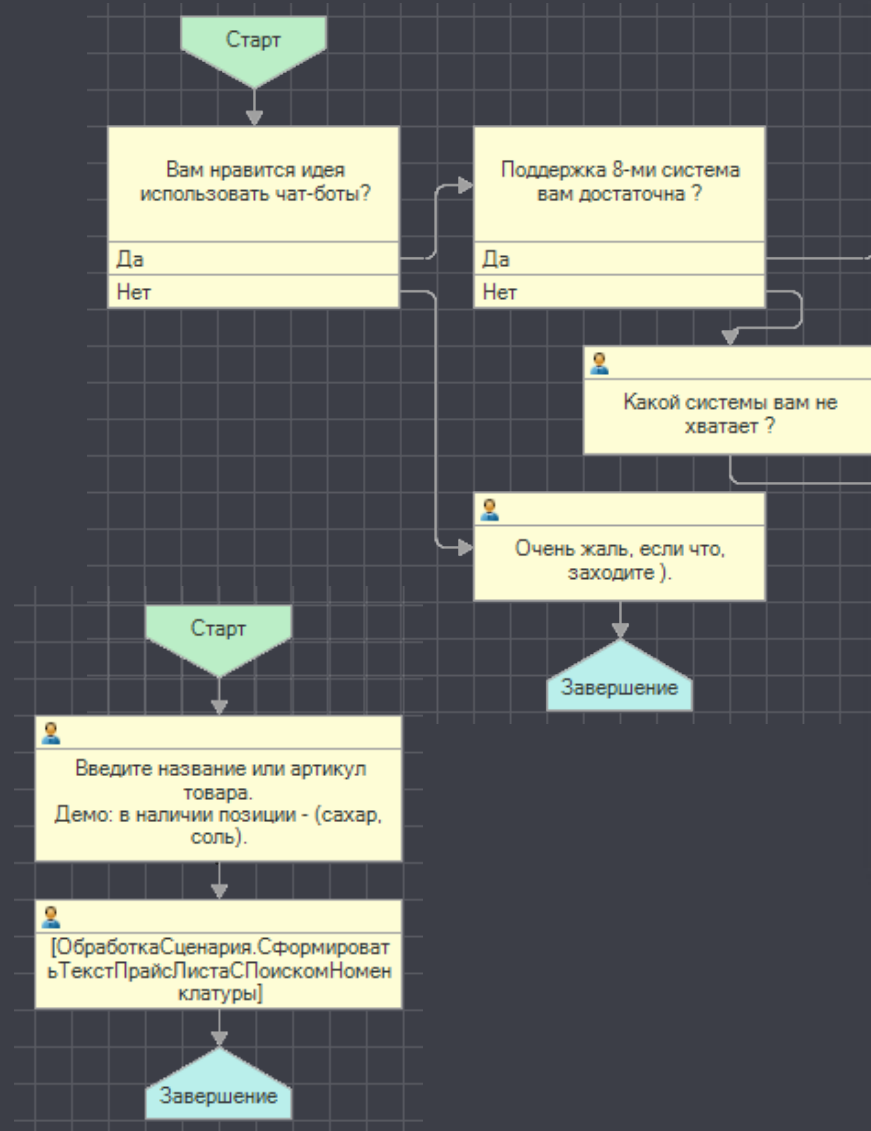 Старт
Вам нравится идея
использовать чат-боты?
Да
Нет
Поддержка 8-ми система
вам достаточна ?
Да
Нет
Какой системы вам не
хватает ?
Очень жаль, если что,
заходите ).
Завершение
Старт
Введите название или артикул
товара.
Демо: в наличии позиции - (сахар,
соль).
[ОбработкаСценария.Сформироват
ьТекстПрайсЛистаСПоискомНомен
клатуры]
Завершение